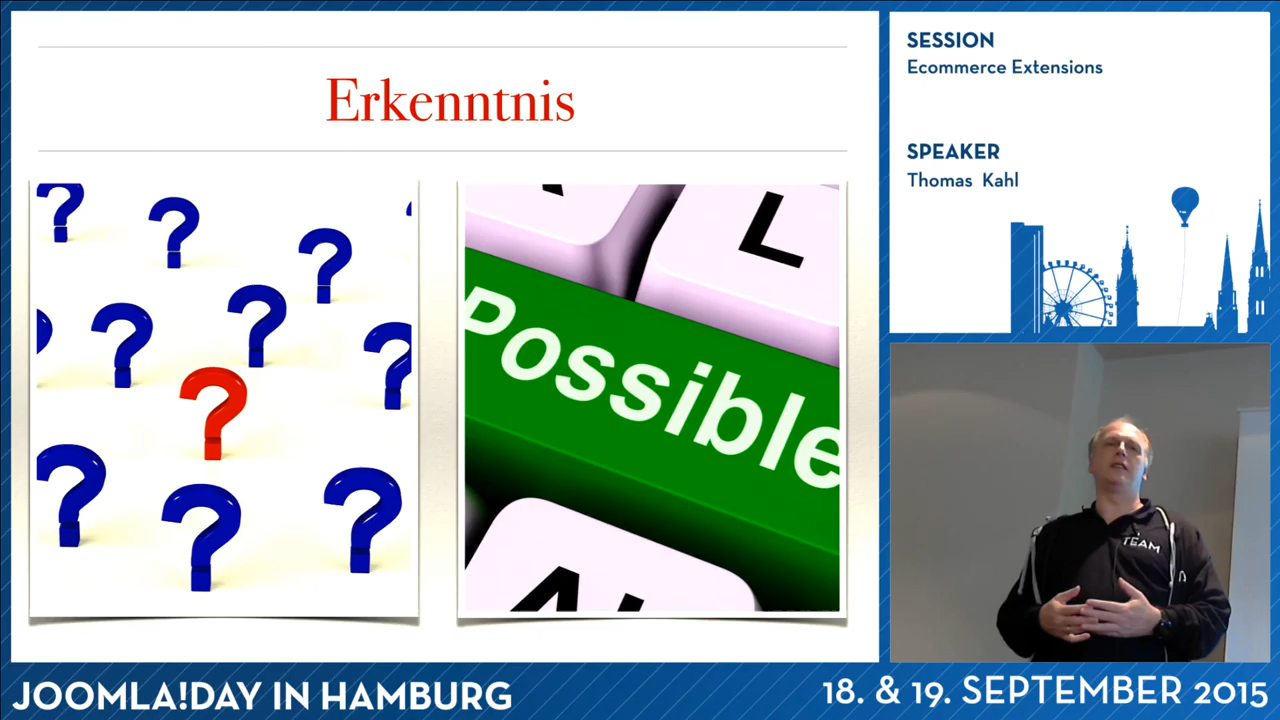 Erkenntnis
L
Possible
SESSION
Ecommerce Extensions
SPEAKER
Thomas Kahl
TEAM
JOOMLA!DAY IN HAMBURG
18. & 19. SEPTEMBER 2015